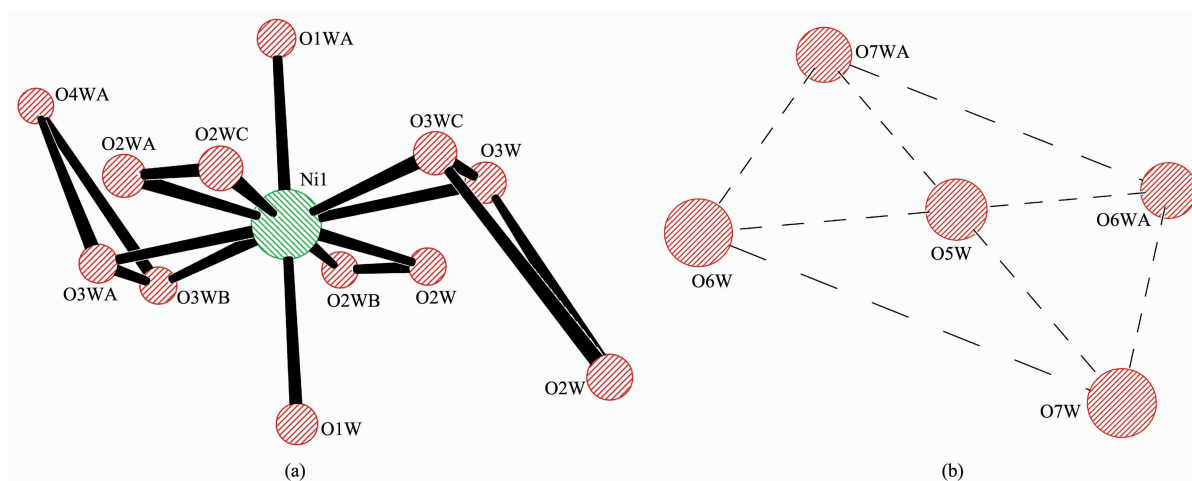 O1WA
O7WA
O4WA
O2WA
O2WC
O3WC
O3W
Ni1
O6WA
O6W
O5W
O3WA
O3WB
O2WB
O2W
O2W
O1W
O7W
(a)
(b)